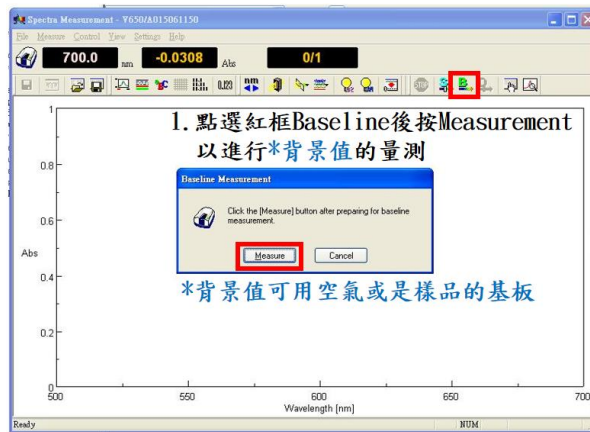 Spectra Measurement - V650/A015061150
File Measure Control View Settings Help
700.0 nm -0.0308 Abs 0/1
0.123 nm
1.點選紅框Baseline後按Measurement
以進行*背景值的量測
Baseline Measurement
Click the [Measure] button after preparing for baseline
measurement.
Measure Cancel
*背景值可用空氣或是樣品的基板
Abs
1
0.8
0.6
0.4
0.2
0
500 550 600 650 700
Wavelength [nm]
Ready NUM